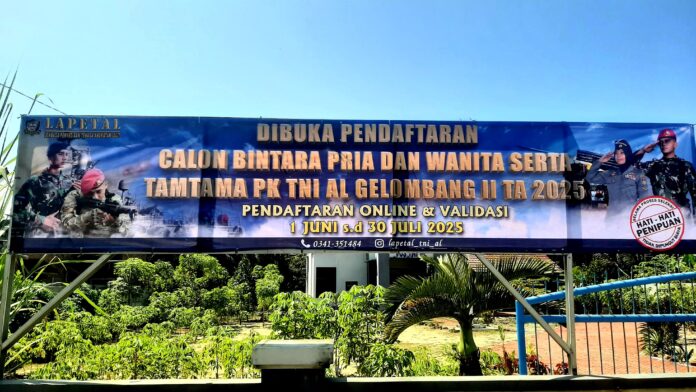 LAPETAL
DIBUKA PENDAFTARAN
CALON BINTARA PRIA DAN WANITA SERTA
TAMTAMA PK TNI AL GELOMBANG II TA 2025
PENDAFTARAN ONLINE & VALIDASI
1 JUNI s.d 30 JULI 2025
0341-351484 lapetal_tni_al
HATI - HATI
PENIPUAN